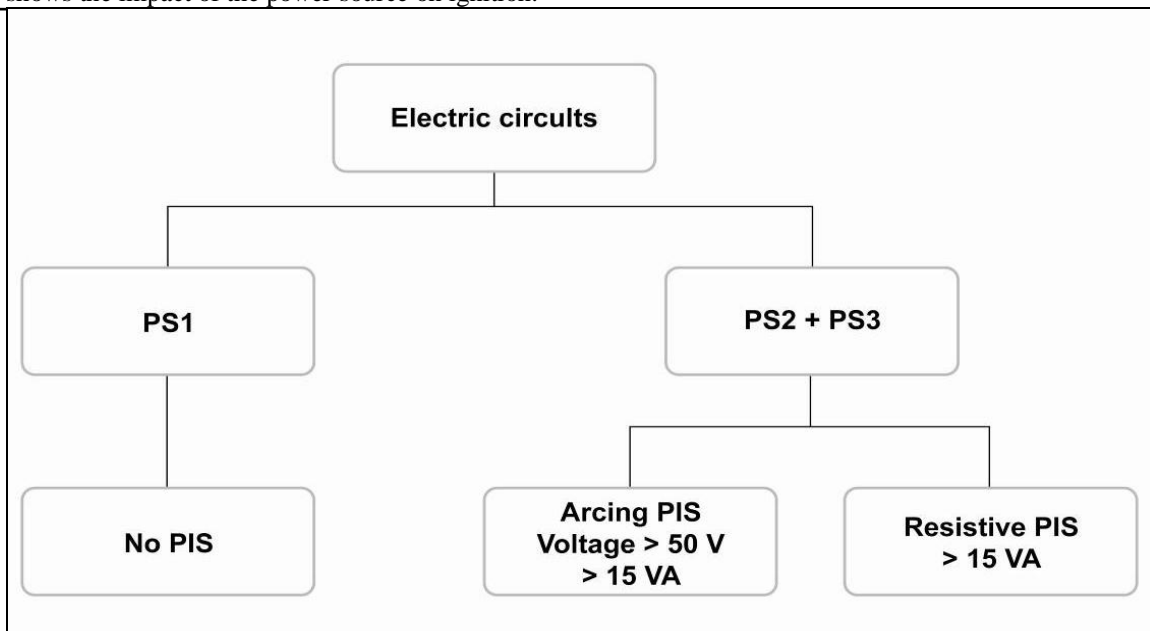 shows the impact of the power source on ignition.
Electric circults
PS1
PS2 + PS3
No PIS
Arcing PIS
Voltage > 50 V
> 15 VA
Resistive PIS
> 15 VA